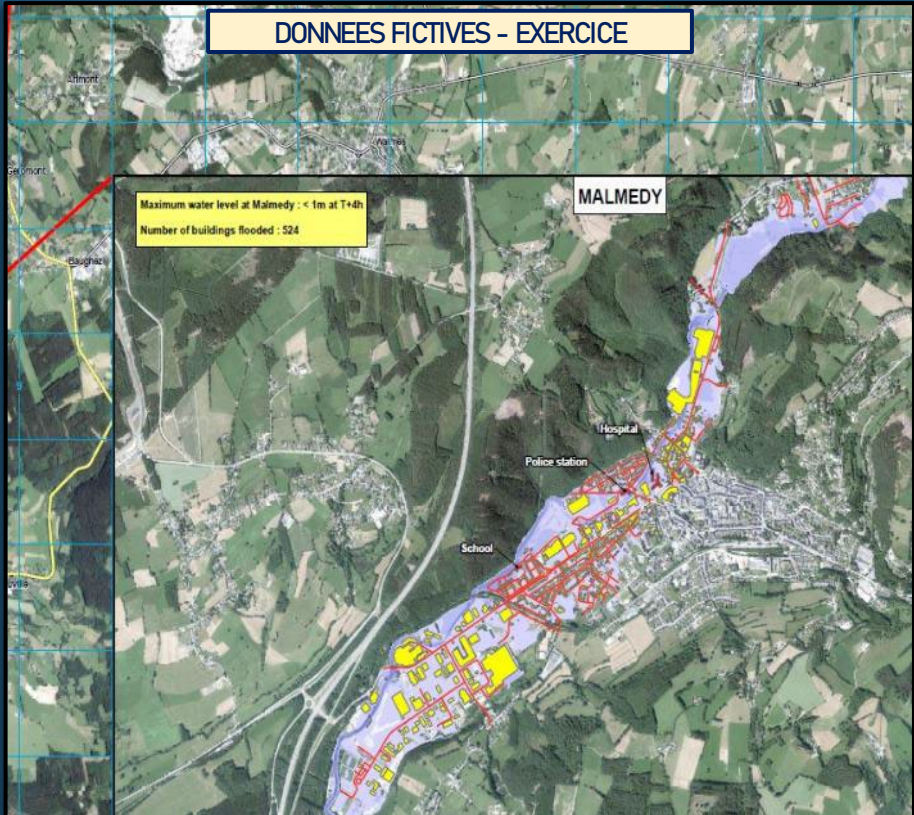 DONNEES FICTIVES - EXERCICE
Waimes
Baugnez
Maximum water level at Malmedy : < 1m at T+4h
Number of buildings flooded : 524
MALMEDY
Hospital
Police station
School
9